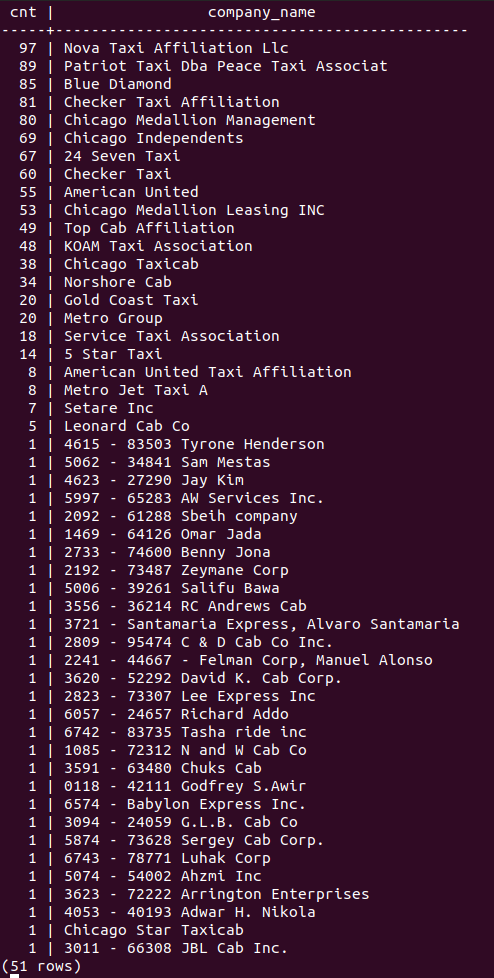 cnt |                 company_name
-----+----------------------------------------------
  97 | Nova Taxi Affiliation Llc
  89 | Patriot Taxi Dba Peace Taxi Associat
  85 | Blue Diamond
  81 | Checker Taxi Affiliation
  80 | Chicago Medallion Management
  69 | Chicago Independents
  67 | 24 Seven Taxi
  60 | Checker Taxi
  55 | American United
  53 | Chicago Medallion Leasing INC
  49 | Top Cab Affiliation
  48 | KOAM Taxi Association
  38 | Chicago Taxicab
  34 | Norshore Cab
  20 | Gold Coast Taxi
  20 | Metro Group
  18 | Service Taxi Association
  14 | 5 Star Taxi
   8 | American United Taxi Affiliation
   8 | Metro Jet Taxi A
   7 | Setare Inc
   5 | Leonard Cab Co
   1 | 4615 - 83503 Tyrone Henderson
   1 | 5062 - 34841 Sam Mestas
   1 | 4623 - 27290 Jay Kim
   1 | 5997 - 65283 AW Services Inc.
   1 | 2092 - 61288 Sbeih company
   1 | 1469 - 64126 Omar Jada
   1 | 2733 - 74600 Benny Jona
   1 | 2192 - 73487 Zeymane Corp
   1 | 5006 - 39261 Salifu Bawa
   1 | 3556 - 36214 RC Andrews Cab
   1 | 3721 - Santamaria Express, Alvaro Santamaria
   1 | 2809 - 95474 C & D Cab Co Inc.
   1 | 2241 - 44667 - Felman Corp, Manuel Alonso
   1 | 3620 - 52292 David K. Cab Corp.
   1 | 2823 - 73307 Lee Express Inc
   1 | 6057 - 24657 Richard Addo
   1 | 6742 - 83735 Tasha ride inc
   1 | 1085 - 72312 N and W Cab Co
   1 | 3591 - 63480 Chuks Cab
   1 | 0118 - 42111 Godfrey S.Awir
   1 | 6574 - Babylon Express Inc.
   1 | 3094 - 24059 G.L.B. Cab Co
   1 | 5874 - 73628 Sergey Cab Corp.
   1 | 6743 - 78771 Luhak Corp
   1 | 5074 - 54002 Ahzmi Inc
   1 | 3623 - 72222 Arrington Enterprises
   1 | 4053 - 40193 Adwar H. Nikola
   1 | Chicago Star Taxicab
   1 | 3011 - 66308 JBL Cab Inc.
(51 rows)